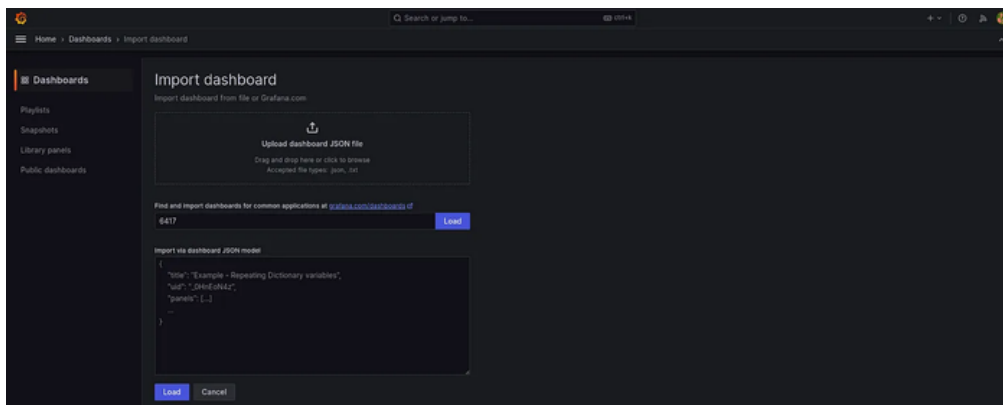 Search or jump to...
ctrl+k
Home › Dashboards › Import dashboard
Dashboards
Playlists
Snapshots
Library panels
Public dashboards
Import dashboard
Import dashboard from file or Grafana.com
Upload dashboard JSON file
Drag and drop here or click to browse
Accepted file types: .json, .txt
Find and import dashboards for common applications at grafana.com/dashboards
6417
Load
Import via dashboard JSON model
{
"title": "Example - Repeating Dictionary variables",
"uid": "_0HnEoN4z",
"panels": [...]
...
}
Load
Cancel